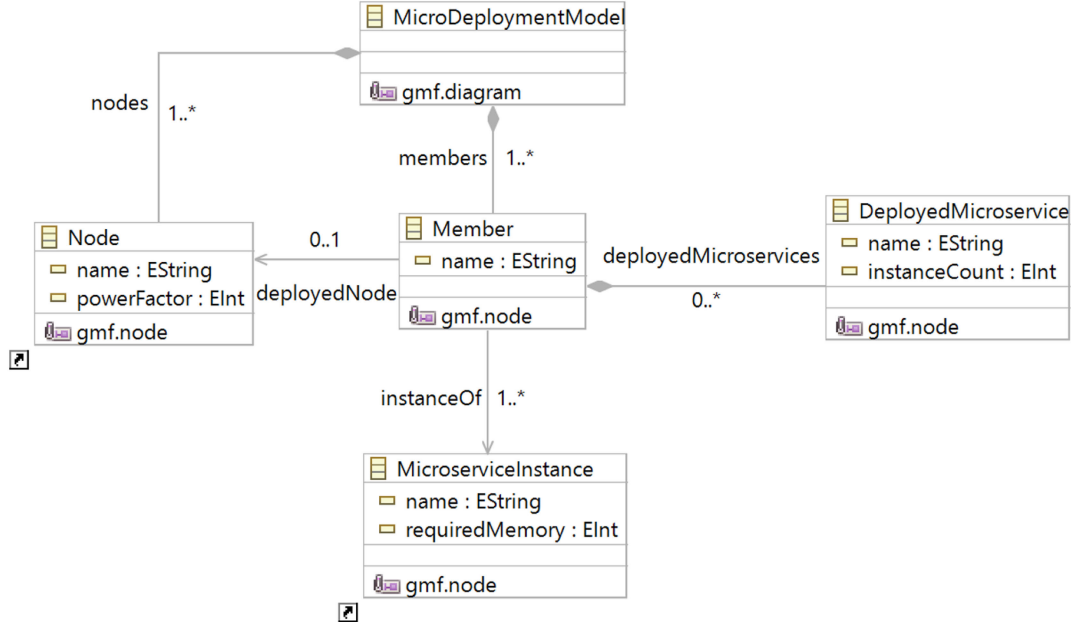 MicroDeploymentModel
gmf.diagram
nodes
1..*
members
1..*
Node
name : EString
powerFactor : EInt
gmf.node
0..1
deployedNode
Member
name : EString
gmf.node
deployedMicroservices
0..*
DeployedMicroservice
name : EString
instanceCount : EInt
gmf.node
instanceOf
1..*
MicroserviceInstance
name : EString
requiredMemory : EInt
gmf.node